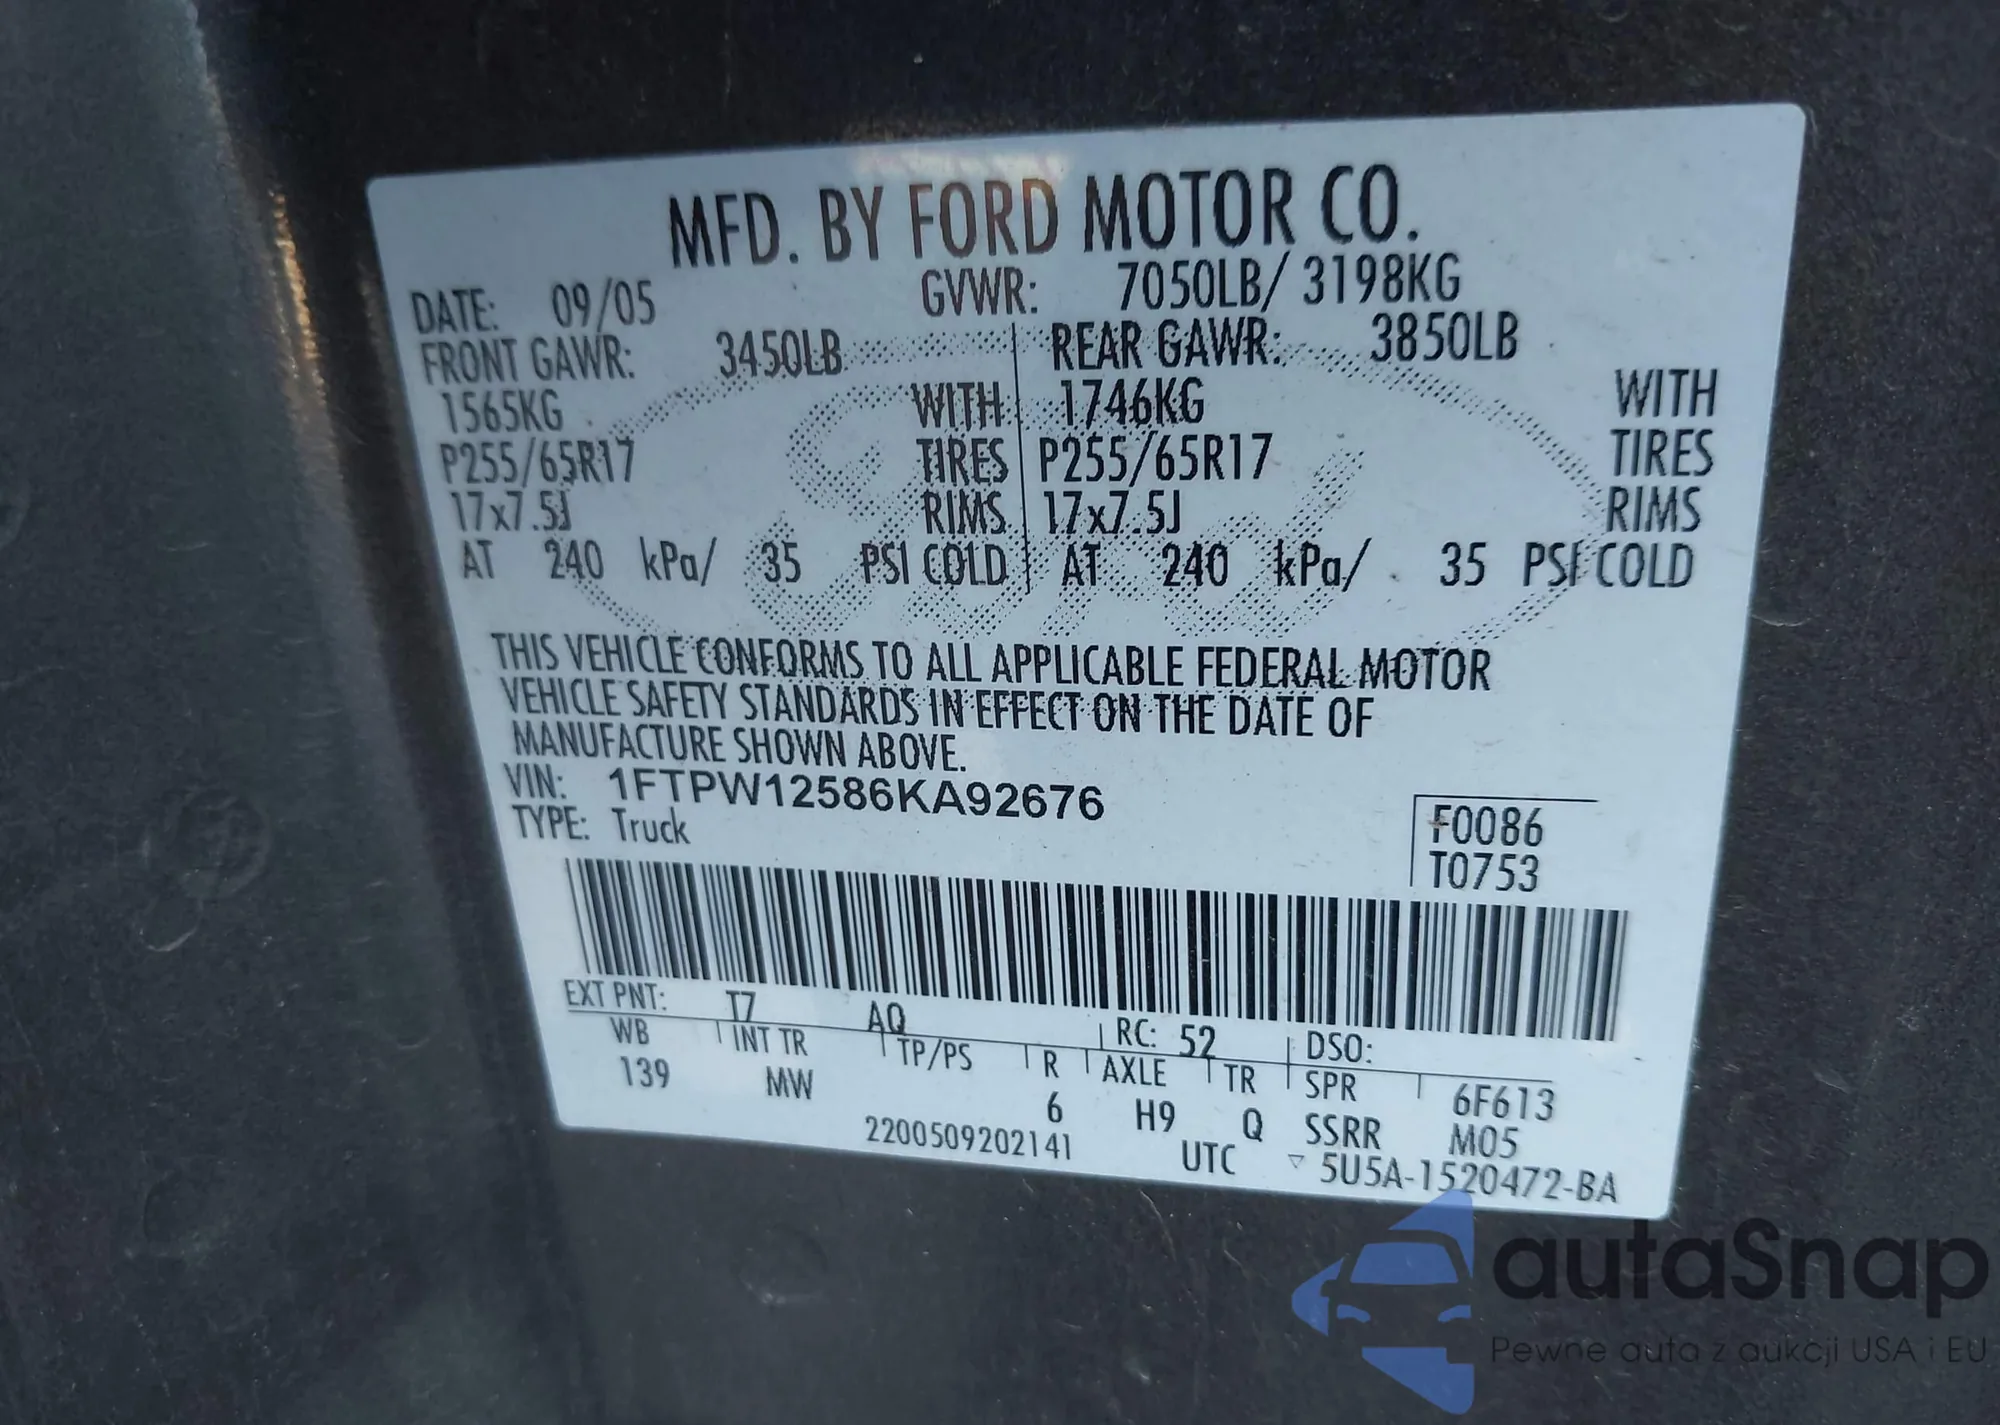 MFD. BY FORD MOTOR CO.
DATE: 09/05 GVWR: 7050LB/ 3198KG
FRONT GAWR: 3450LB REAR GAWR: 3850LB
1565KG WITH 1746KG WITH
P255/65R17 TIRES P255/65R17 TIRES
17x7.5J RIMS 17x7.5J RIMS
AT 240 kPa/ 35 PSI COLD AT 240 kPa/ 35 PSI COLD
THIS VEHICLE CONFORMS TO ALL APPLICABLE FEDERAL MOTOR
VEHICLE SAFETY STANDARDS IN EFFECT ON THE DATE OF
MANUFACTURE SHOWN ABOVE.
VIN: 1FTPW12586KA92676
TYPE: Truck
F0086
T0753
EXT PNT: T7 AQ RC: 52 DSO:
WB INT TR TP/PS R AXLE TR SPR 6F613
139 MW 6 H9 Q SSRR M05
2200509202141 UTC ▽ 5U5A-1520472-BA
autaSnap
Pewne auta z aukcji USA i EU